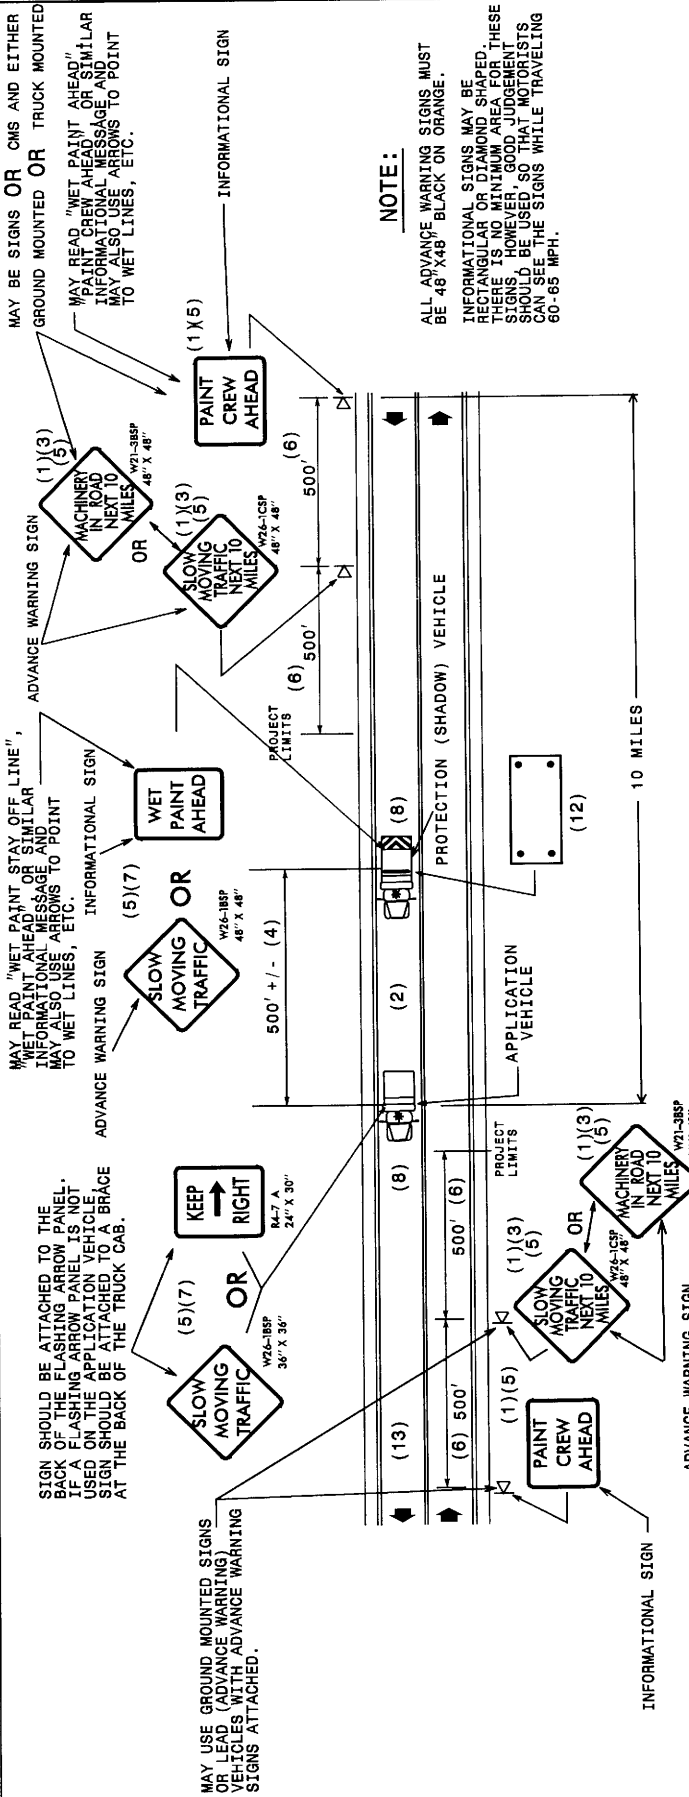 SIGN SHOULD BE ATTACHED TO THE
BACK OF THE FLASHING ARROW PANEL.
IF A FLASHING ARROW PANEL IS NOT
USED ON THE APPLICATION VEHICLE,
SIGN SHOULD BE ATTACHED TO A BRACE
AT THE BACK OF THE TRUCK CAB.
MAY USE GROUND MOUNTED SIGNS
OR LEAD (ADVANCE WARNING)
VEHICLES WITH ADVANCE WARNING
SIGNS ATTACHED.
(5)(7)
SLOW
MOVING
TRAFFIC
W26-1BSP
36" X 36"
OR
KEEP
RIGHT
R4-7 A
24" X 30"
MAY READ "WET PAINT STAY OFF LINE",
"WET PAINT AHEAD" OR SIMILAR
INFORMATIONAL MESSAGE AND
MAY ALSO USE ARROWS TO POINT
TO WET LINES, ETC.
ADVANCE WARNING SIGN
INFORMATIONAL SIGN
(5)(7)
SLOW
MOVING
TRAFFIC
W26-1BSP
48" X 48"
OR
WET
PAINT
AHEAD
ADVANCE WARNING SIGN
(1)(3)
(5)
MACHINERY
IN ROAD
NEXT 10
MILES
W21-3BSP
48" X 48"
OR
(1)(3)
(5)
SLOW
MOVING
TRAFFIC
NEXT 10
MILES
W26-1CSP
48" X 48"
MAY BE SIGNS OR CMS AND EITHER
GROUND MOUNTED OR TRUCK MOUNTED
MAY READ "WET PAINT AHEAD"
"PAINT CREW AHEAD" OR SIMILAR
INFORMATIONAL MESSAGE AND
MAY ALSO USE ARROWS TO POINT
TO WET LINES, ETC.
(1)(5)
PAINT
CREW
AHEAD
INFORMATIONAL SIGN
500' +/- (4)
PROJECT
LIMITS
(6) 500'
500' (6)
(13)
(8)
(2)
(8)
PROTECTION (SHADOW) VEHICLE
APPLICATION
VEHICLE
(12)
10 MILES
(6) 500'
500' (6)
PROJECT
LIMITS
(1)(5)
PAINT
CREW
AHEAD
INFORMATIONAL SIGN
(1)(3)
(5)
SLOW
MOVING
TRAFFIC
NEXT 10
MILES
W26-1CSP
48" X 48"
OR
(1)(3)
(5)
MACHINERY
IN ROAD
NEXT 10
MILES
W21-3BSP
ADVANCE WARNING SIGN
NOTE:
ALL ADVANCE WARNING SIGNS MUST
BE 48"X48" BLACK ON ORANGE.
INFORMATIONAL SIGNS MAY BE
RECTANGULAR OR DIAMOND SHAPED.
THERE IS NO MINIMUM AREA FOR THESE
SIGNS, HOWEVER, GOOD JUDGEMENT
SHOULD BE USED, SO THAT MOTORISTS
CAN SEE THE SIGNS WHILE TRAVELING
60-65 MPH.